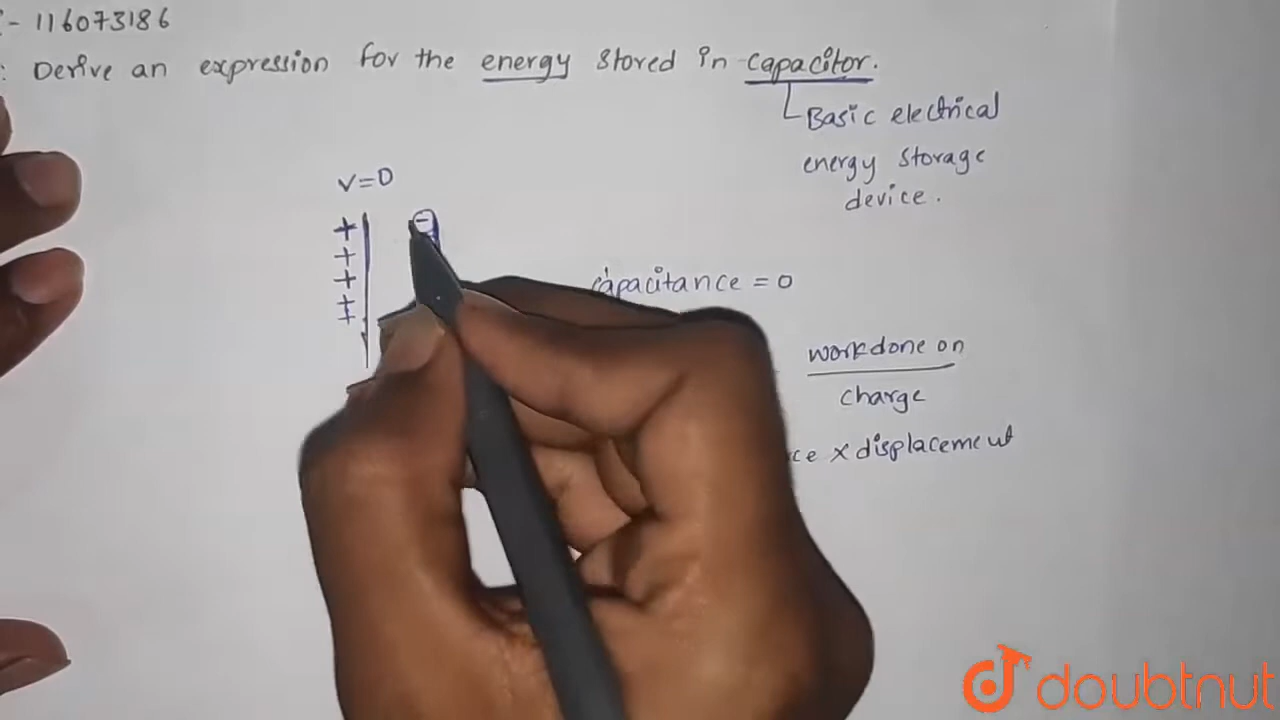 :- 116073186
: Derive an expression for the energy stored in capacitor.
Basic electrical
energy storage
device.
V=0
+
-
+
+
+
capacitance = 0
workdone on
charge
x displacement
doubtnut